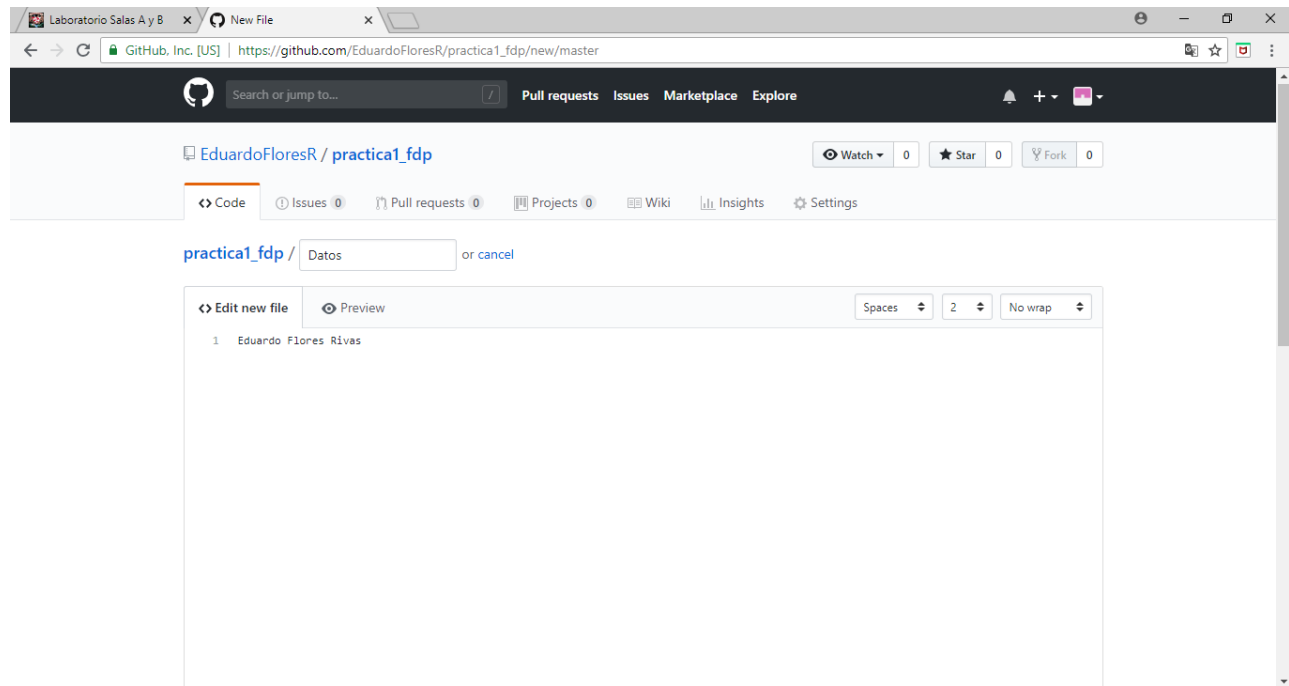 Laboratorio Salas A y B
New File
GitHub, Inc. [US] | https://github.com/EduardoFloresR/practica1_fdp/new/master
Search or jump to... / Pull requests Issues Marketplace Explore
EduardoFloresR / practica1_fdp Watch 0 Star 0 Fork 0
<> Code Issues 0 Pull requests 0 Projects 0 Wiki Insights Settings
practica1_fdp / Datos or cancel
<> Edit new file Preview Spaces 2 No wrap
1 Eduardo Flores Rivas